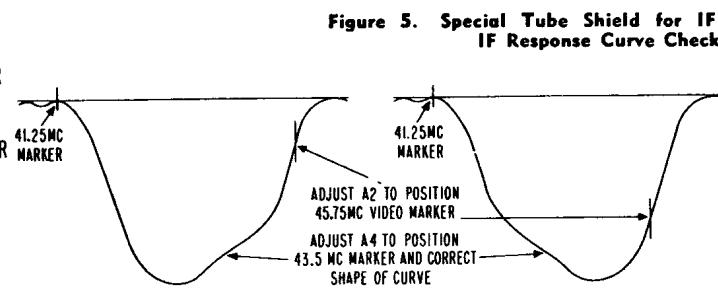 Figure 5. Special Tube Shield for IF
IF Response Curve Check
R
41.25MC
MARKER
R
ADJUST A2 TO POSITION
45.75MC VIDEO MARKER
ADJUST A4 TO POSITION
43.5 MC MARKER AND CORRECT
SHAPE OF CURVE
41.25MC
MARKER